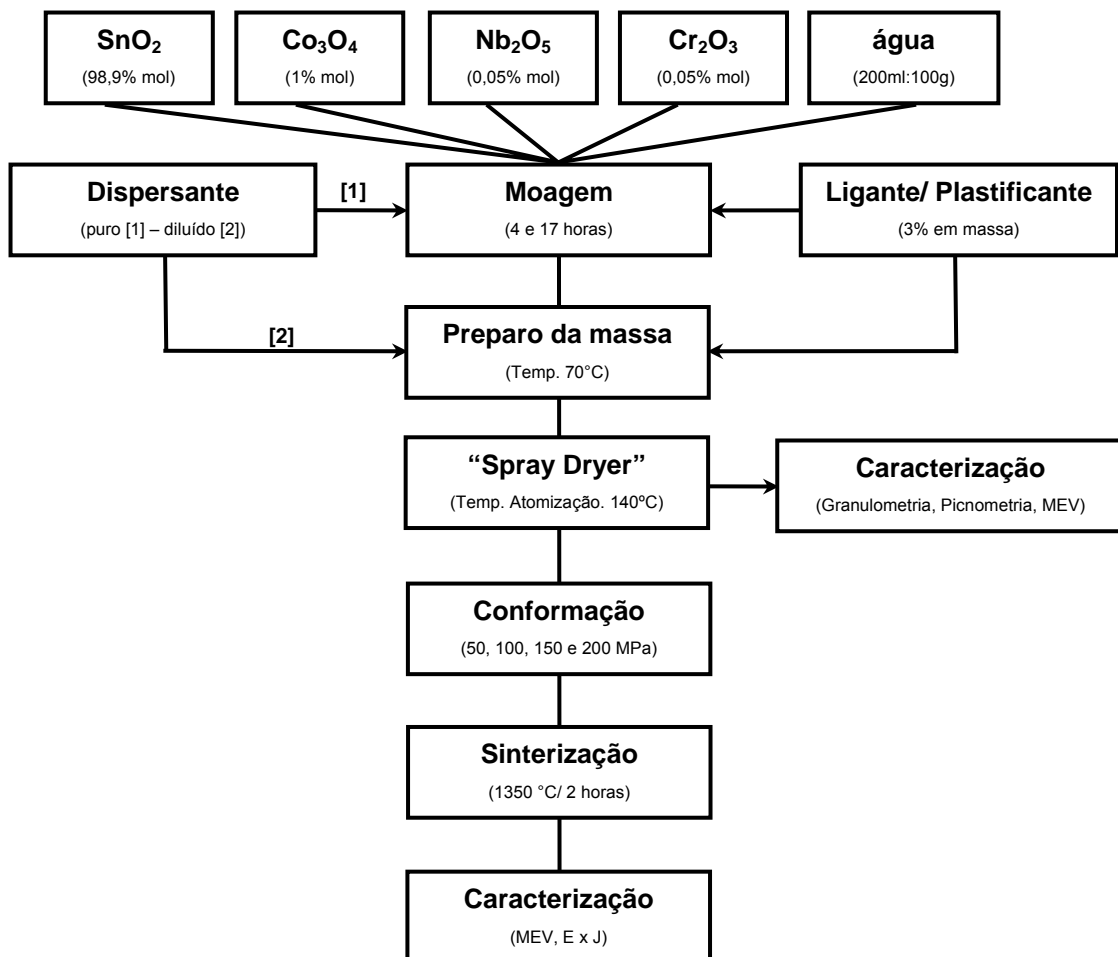 SnO₂
(98,9% mol)
Co₃O₄
(1% mol)
Nb₂O₅
(0,05% mol)
Cr₂O₃
(0,05% mol)
água
(200ml:100g)
Dispersante
(puro [1] – diluído [2])
[1]
Moagem
(4 e 17 horas)
Ligante/ Plastificante
(3% em massa)
[2]
Preparo da massa
(Temp. 70°C)
“Spray Dryer”
(Temp. Atomização. 140ºC)
Caracterização
(Granulometria, Picnometria, MEV)
Conformação
(50, 100, 150 e 200 MPa)
Sinterização
(1350 °C/ 2 horas)
Caracterização
(MEV, E x J)